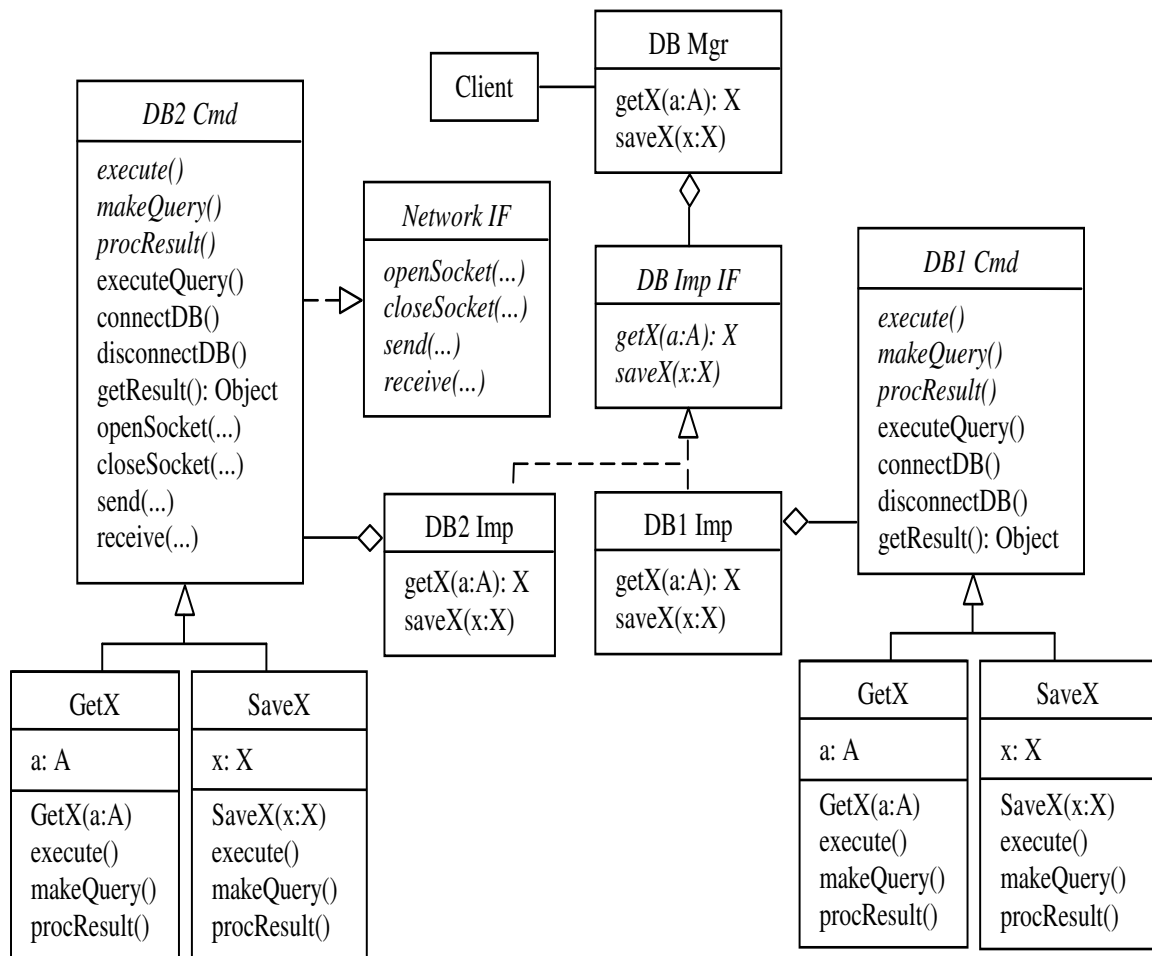 DB Mgr
getX(a:A): X
saveX(x:X)
Client
DB2 Cmd
execute()
makeQuery()
procResult()
executeQuery()
connectDB()
disconnectDB()
getResult(): Object
openSocket(...)
closeSocket(...)
send(...)
receive(...)
Network IF
openSocket(...)
closeSocket(...)
send(...)
receive(...)
DB Imp IF
getX(a:A): X
saveX(x:X)
DB1 Cmd
execute()
makeQuery()
procResult()
executeQuery()
connectDB()
disconnectDB()
getResult(): Object
DB2 Imp
getX(a:A): X
saveX(x:X)
DB1 Imp
getX(a:A): X
saveX(x:X)
GetX
a: A
GetX(a:A)
execute()
makeQuery()
procResult()
SaveX
x: X
SaveX(x:X)
execute()
makeQuery()
procResult()
GetX
a: A
GetX(a:A)
execute()
makeQuery()
procResult()
SaveX
x: X
SaveX(x:X)
execute()
makeQuery()
procResult()